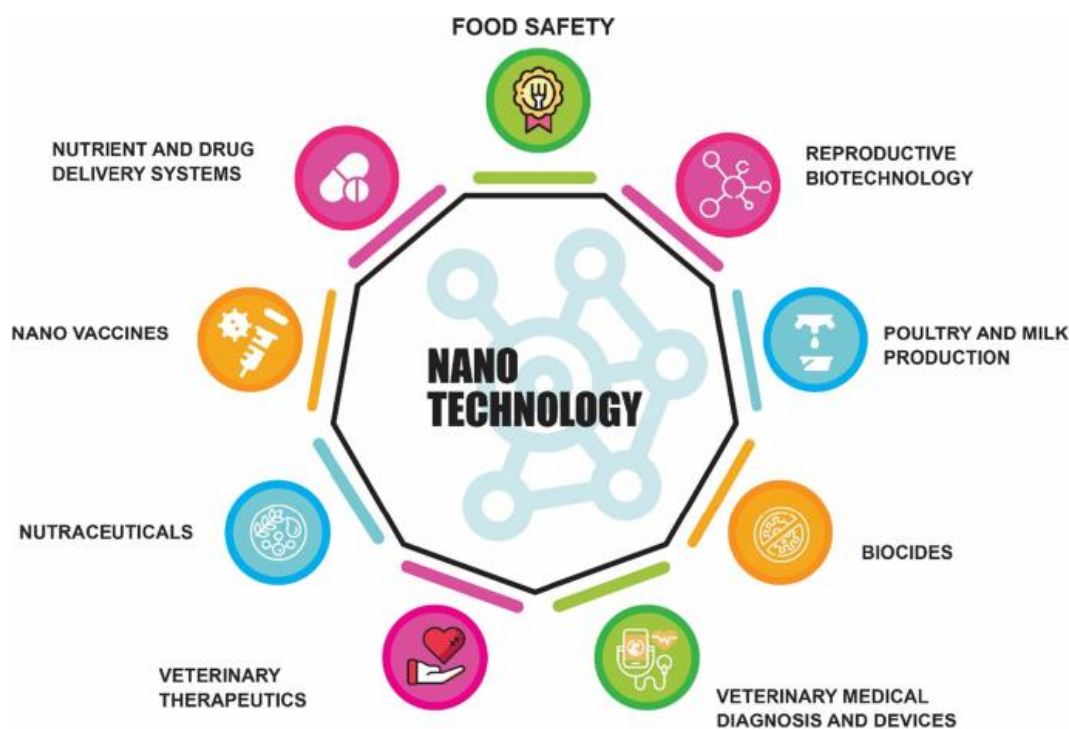 FOOD SAFETY
NUTRIENT AND DRUG
DELIVERY SYSTEMS
REPRODUCTIVE
BIOTECHNOLOGY
NANO VACCINES
POULTRY AND MILK
PRODUCTION
NANO
TECHNOLOGY
NUTRACEUTICALS
BIOCIDES
VETERINARY
THERAPEUTICS
VETERINARY MEDICAL
DIAGNOSIS AND DEVICES